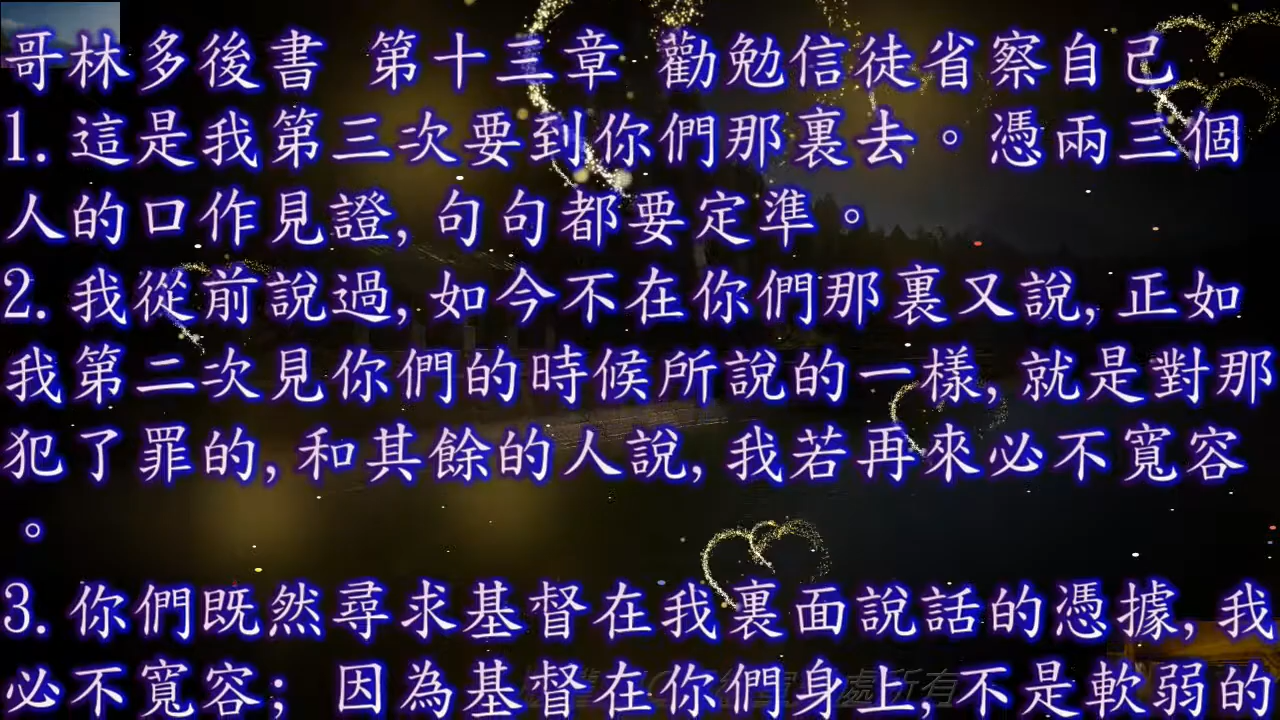 哥林多後書 第十三章 勸勉信徒省察自己
1. 這是我第三次要到你們那裏去。憑兩三個
人的口作見證, 句句都要定準。
2. 我從前說過, 如今不在你們那裏又說, 正如
我第二次見你們的時候所說的一樣, 就是對那
犯了罪的, 和其餘的人說, 我若再來必不寬容
。
3. 你們既然尋求基督在我裏面說話的憑據, 我
必不寬容; 因為基督在你們身上, 不是軟弱的